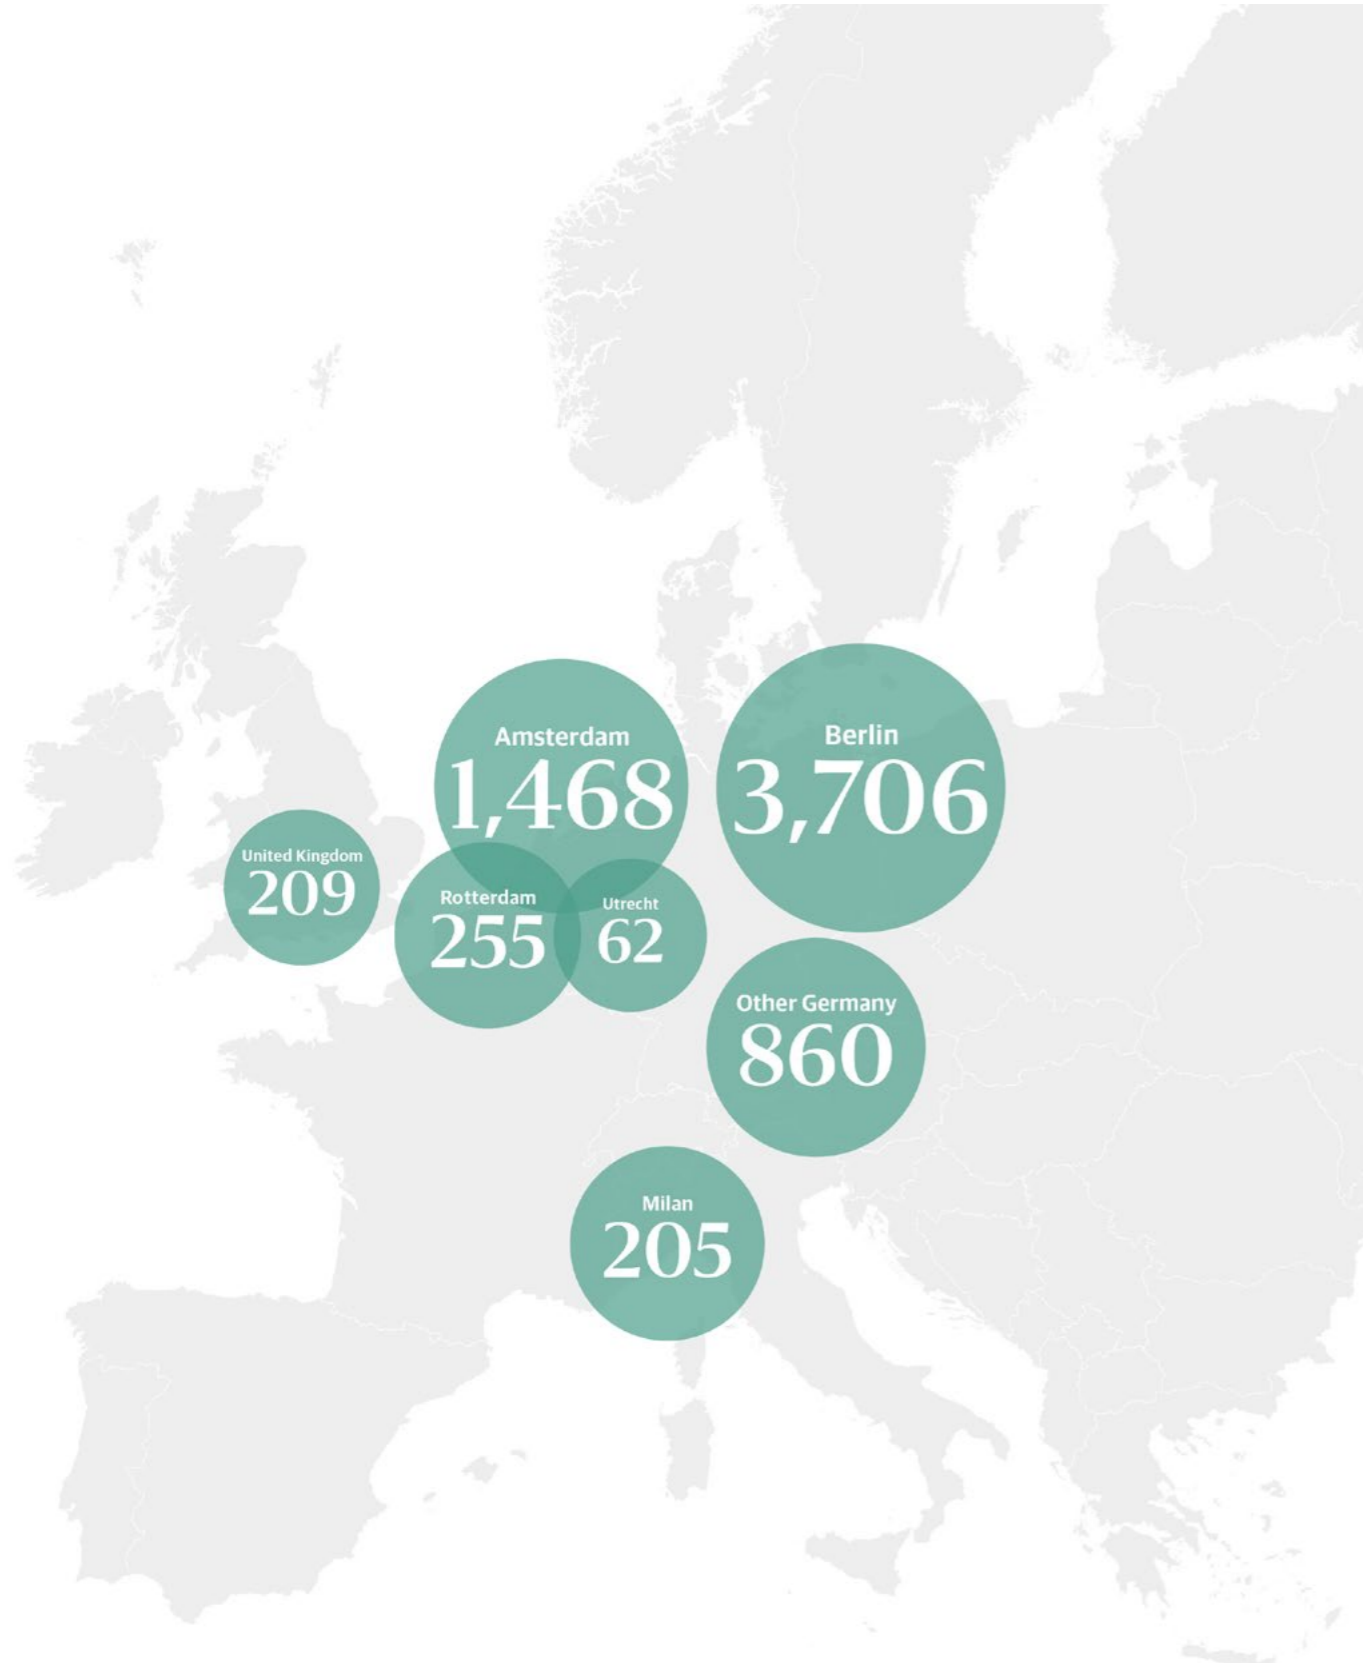 Amsterdam
1,468
Berlin
3,706
United Kingdom
209
Rotterdam
255
Utrecht
62
Other Germany
860
Milan
205